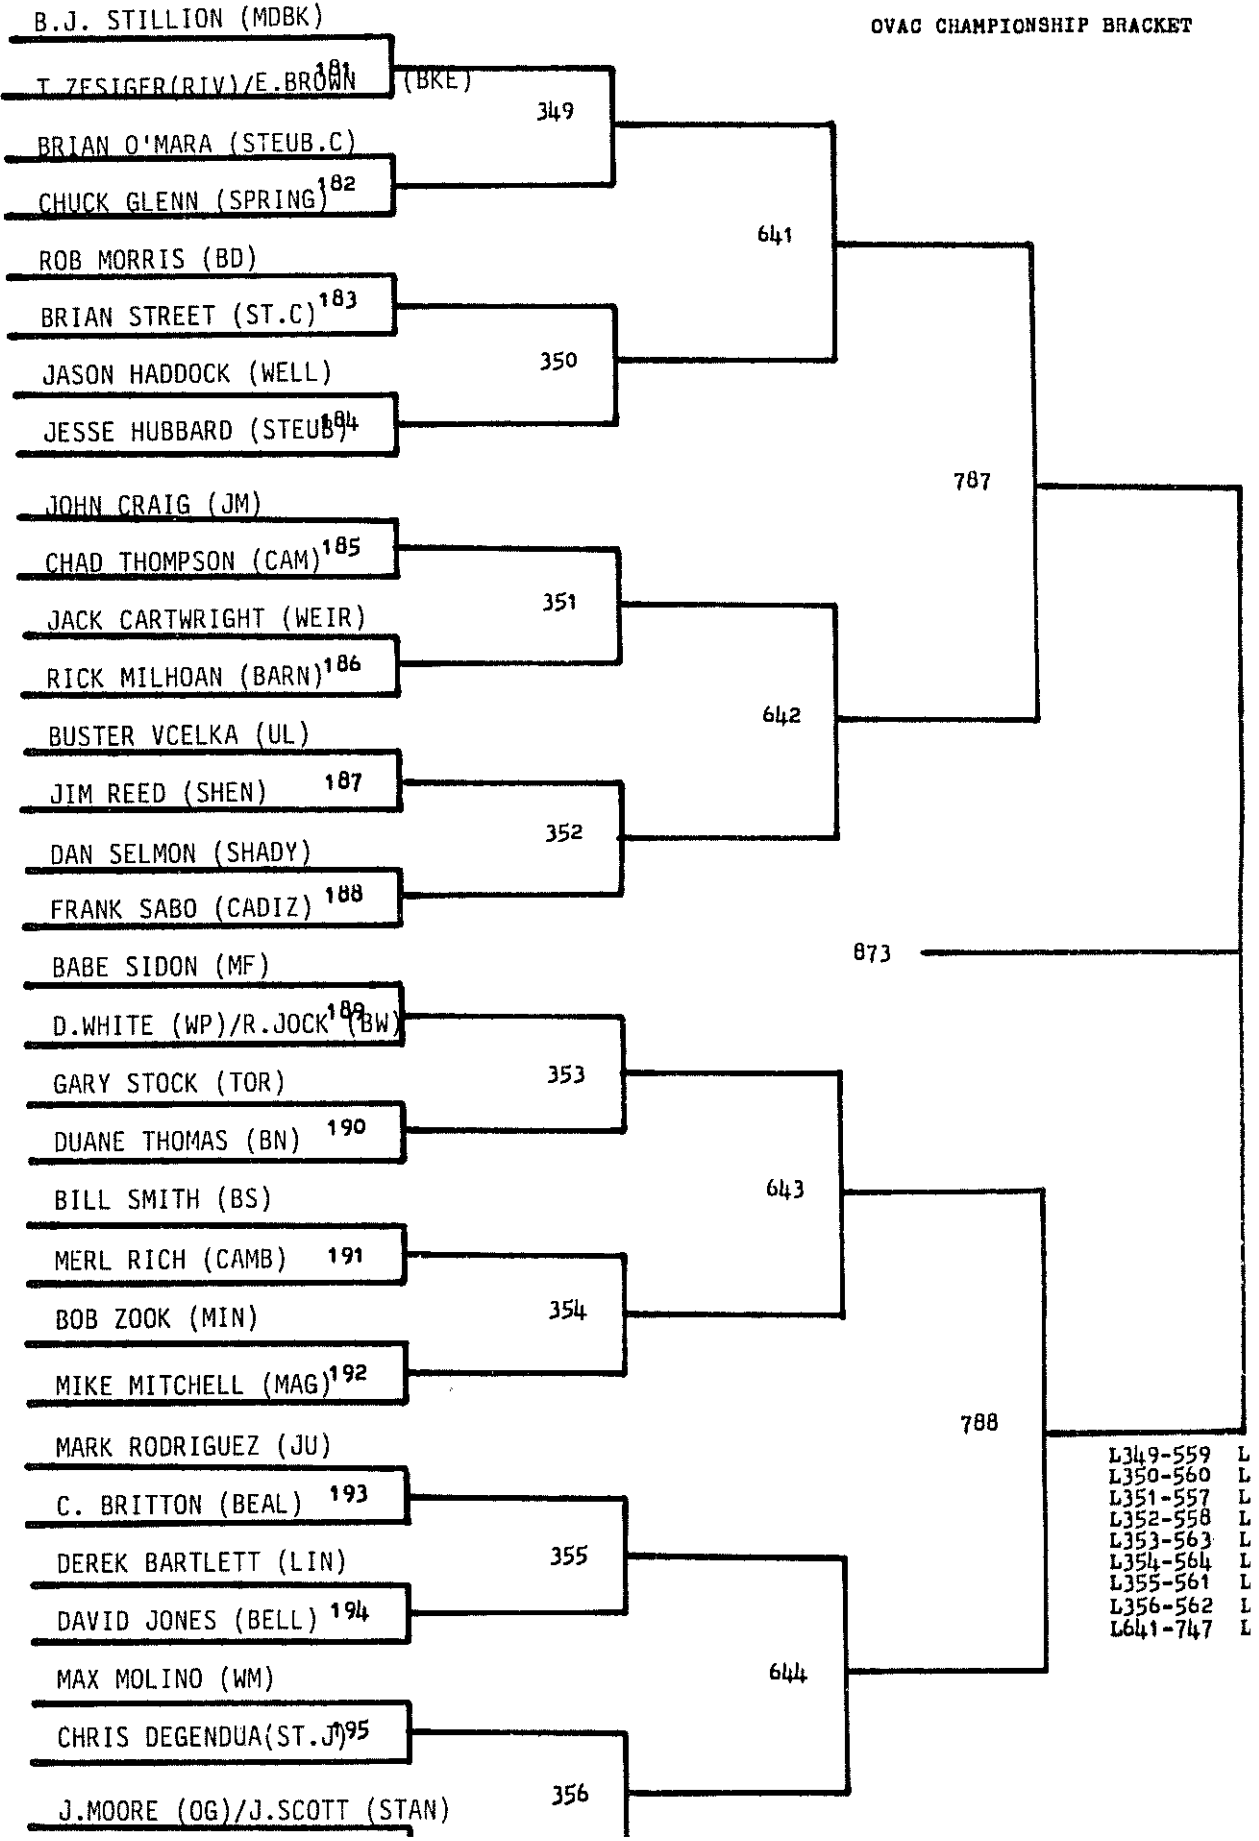 B.J. STILLION (MDBK)
OVAC CHAMPIONSHIP BRACKET
181
T ZESIGER(RIV)/E.BROWN (BKE)
349
BRIAN O'MARA (STEUB.C)
CHUCK GLENN (SPRING) 182
641
ROB MORRIS (BD)
BRIAN STREET (ST.C) 183
350
JASON HADDOCK (WELL)
JESSE HUBBARD (STEUB) 184
787
JOHN CRAIG (JM)
CHAD THOMPSON (CAM) 185
351
JACK CARTWRIGHT (WEIR)
RICK MILHOAN (BARN) 186
642
BUSTER VCELKA (UL)
JIM REED (SHEN) 187
352
DAN SELMON (SHADY)
FRANK SABO (CADIZ) 188
873
BABE SIDON (MF)
D.WHITE (WP)/R.JOCK (BW) 189
353
GARY STOCK (TOR)
DUANE THOMAS (BN) 190
643
BILL SMITH (BS)
MERL RICH (CAMB) 191
354
BOB ZOOK (MIN)
MIKE MITCHELL (MAG) 192
788
MARK RODRIGUEZ (JU)
C. BRITTON (BEAL) 193
355
DEREK BARTLETT (LIN)
DAVID JONES (BELL) 194
644
MAX MOLINO (WM)
CHRIS DEGENDUA(ST.J) 195
356
J.MOORE (OG)/J.SCOTT (STAN)
L349-559 L
L350-560 L
L351-557 L
L352-558 L
L353-563 L
L354-564 L
L355-561 L
L356-562 L
L641-747 L